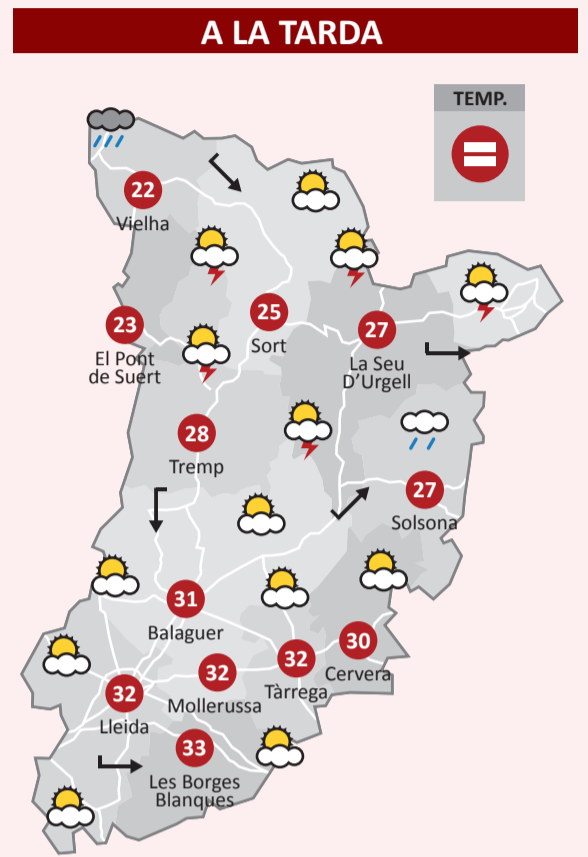 A LA TARDA
TEMP.
22
Vielha
25
Sort
23
El Pont
de Suert
27
La Seu
D'Urgell
28
Tremp
27
Solsona
31
Balaguer
30
Cervera
32
Tàrrega
32
Mollerussa
32
Lleida
33
Les Borges
Blanques